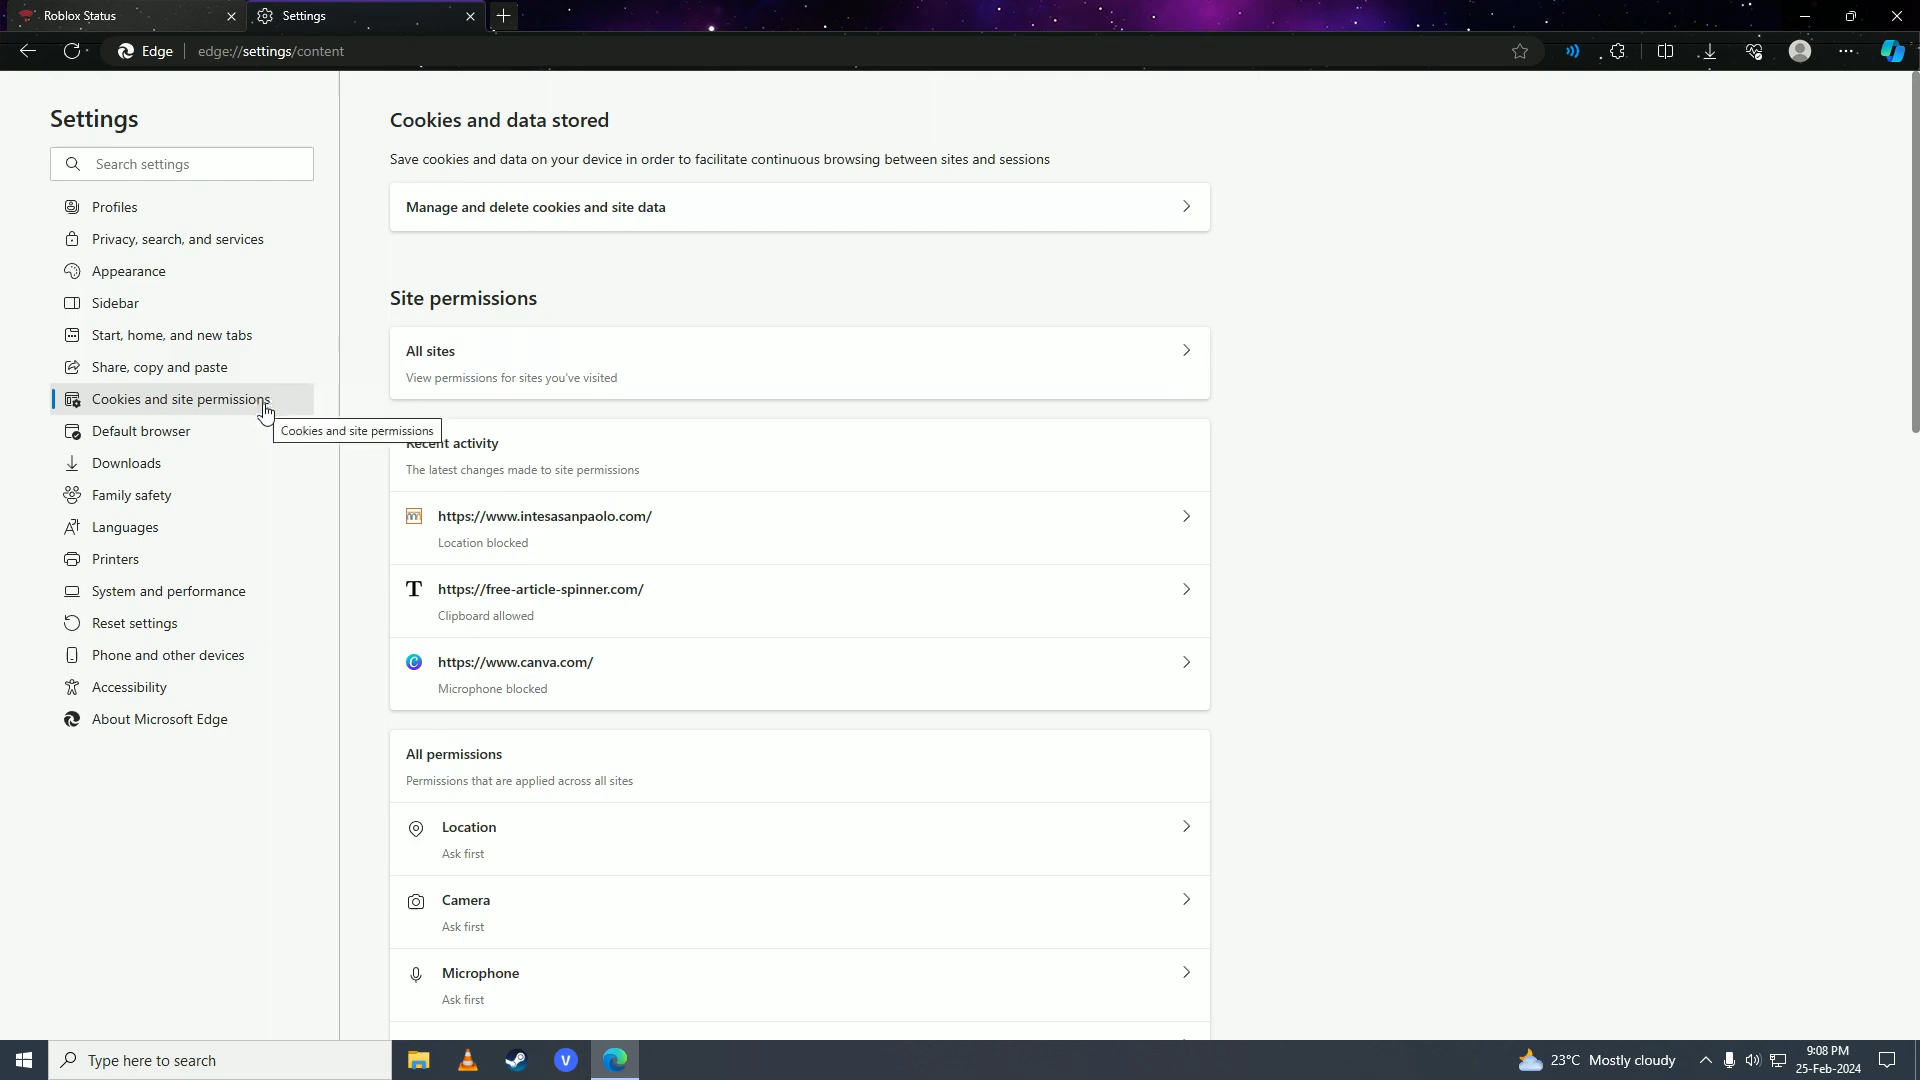 Roblox Status
Settings
Edge
edge://settings/content
Settings
Search settings
Profiles
Privacy, search, and services
Appearance
Sidebar
Start, home, and new tabs
Share, copy and paste
Cookies and site permissions
Default browser
Downloads
Family safety
Languages
Printers
System and performance
Reset settings
Phone and other devices
Accessibility
About Microsoft Edge
Cookies and site permissions
Cookies and data stored
Save cookies and data on your device in order to facilitate continuous browsing between sites and sessions
Manage and delete cookies and site data
Site permissions
All sites
View permissions for sites you've visited
Recent activity
The latest changes made to site permissions
https://www.intesasanpaolo.com/
Location blocked
T https://free-article-spinner.com/
Clipboard allowed
https://www.canva.com/
Microphone blocked
All permissions
Permissions that are applied across all sites
Location
Ask first
Camera
Ask first
Microphone
Ask first
Type here to search
23°C Mostly cloudy
9:08 PM
25-Feb-2024